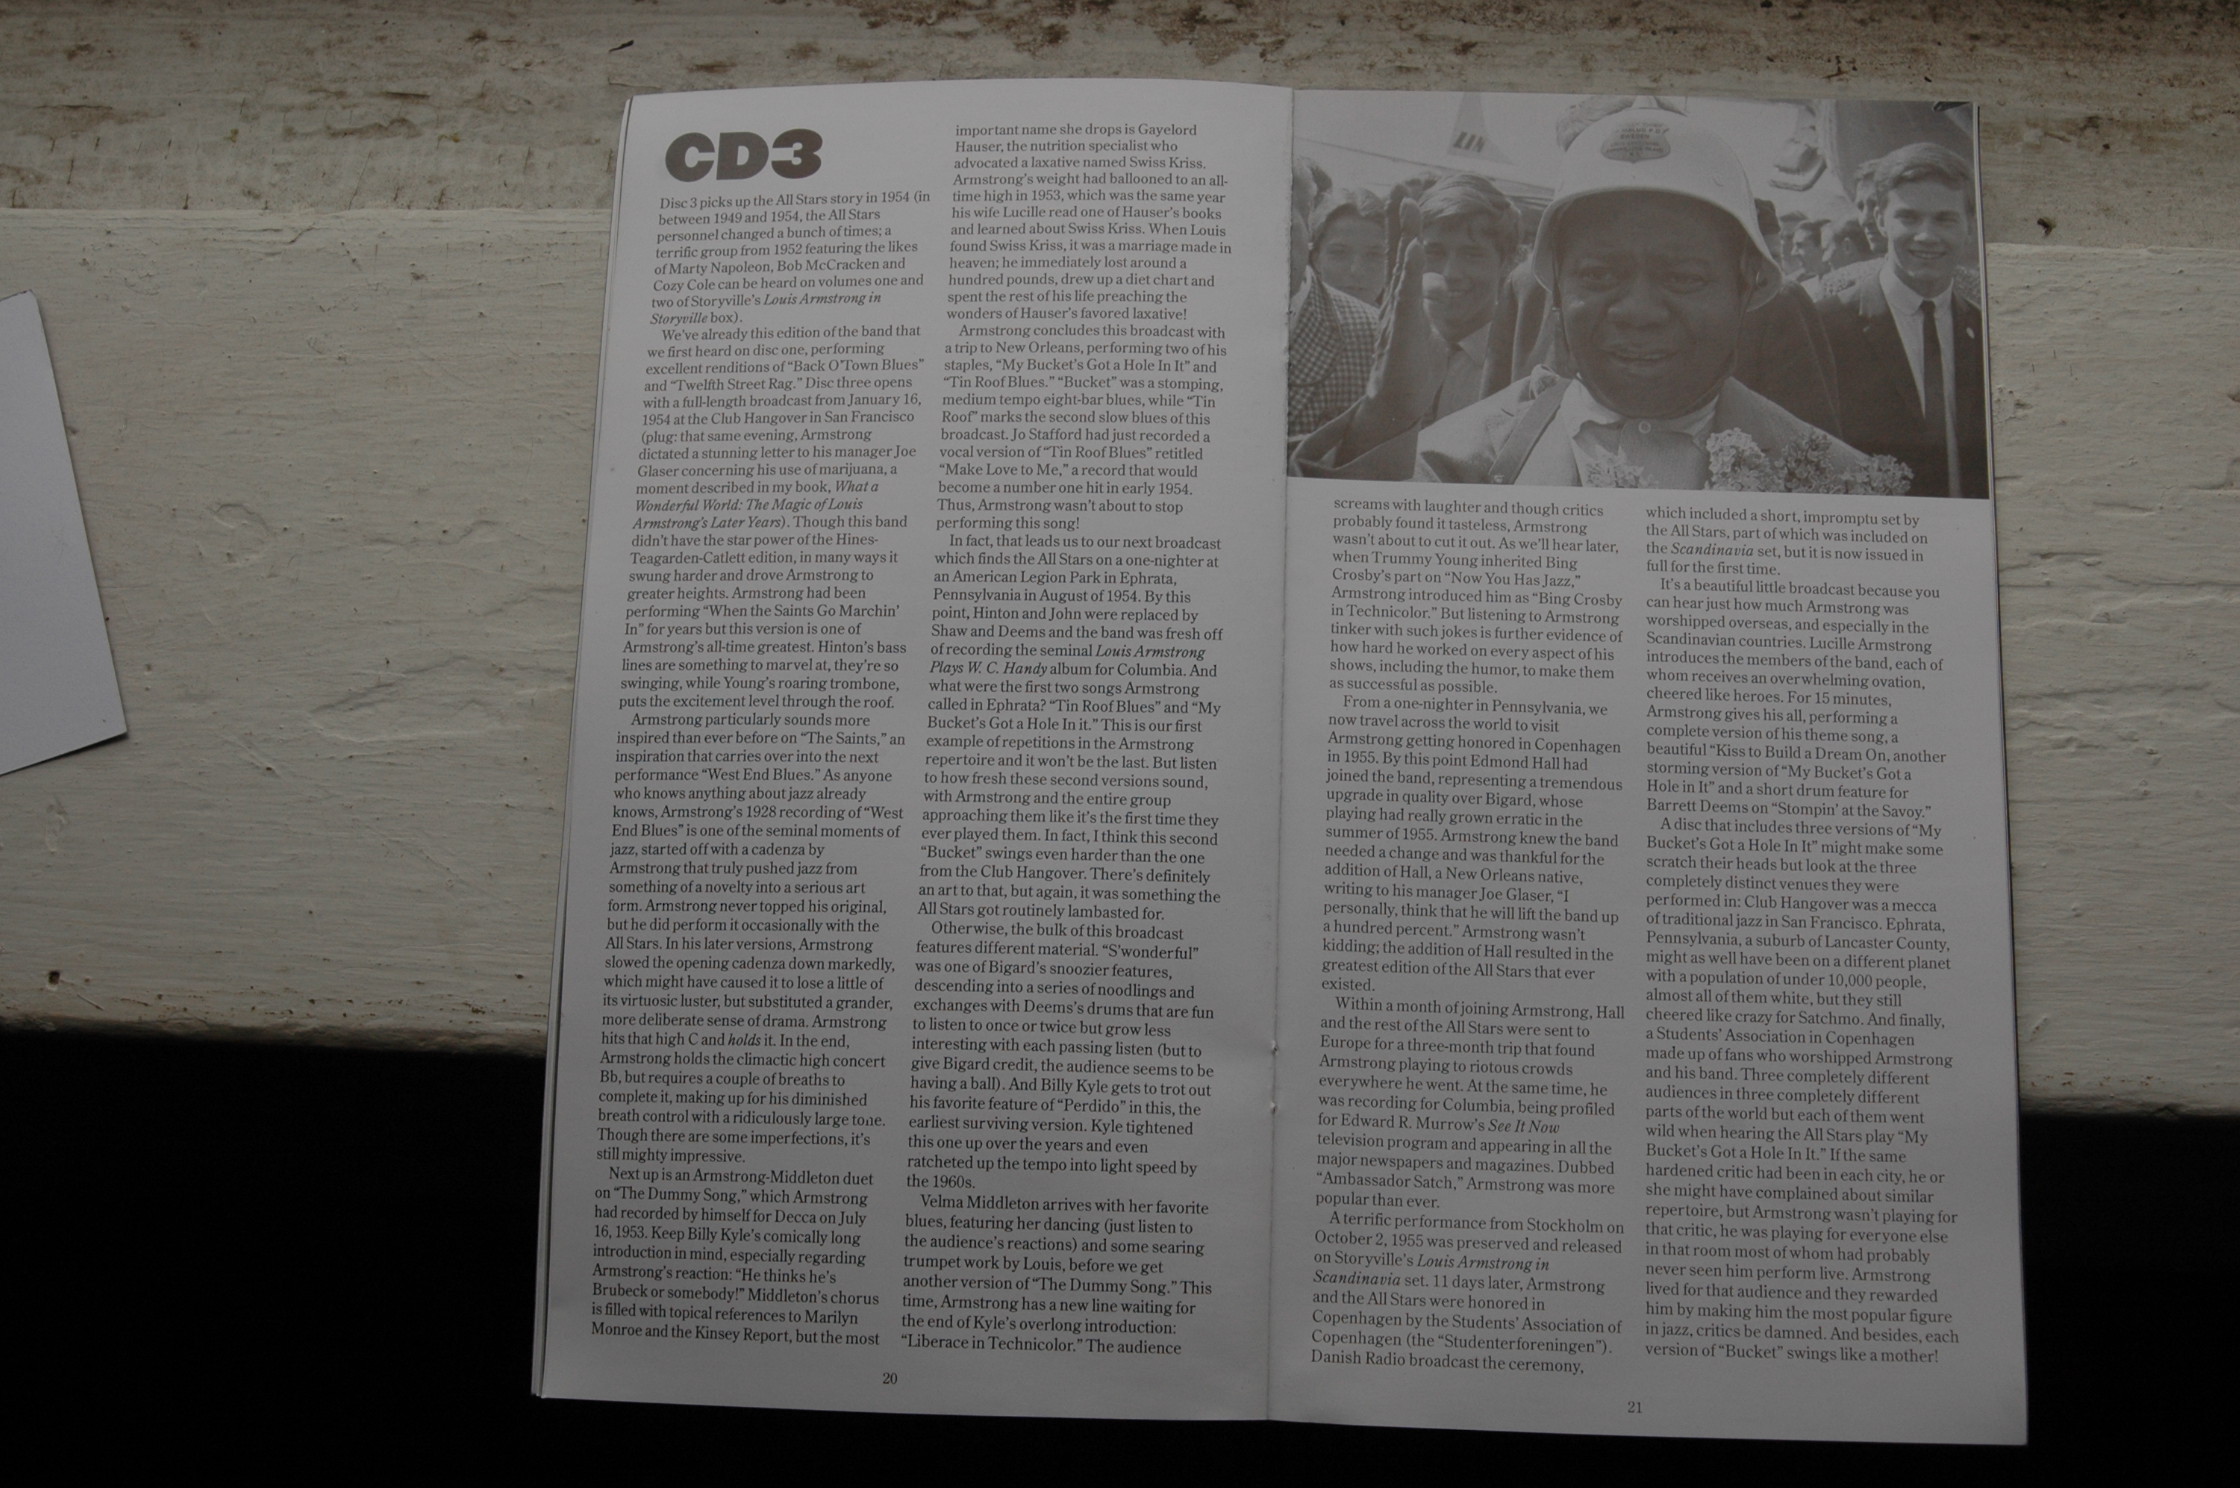 CD3
Disc 3 picks up the All Stars story in 1954 (in
between 1949 and 1954, the All Stars
personnel changed a bunch of times; a
terrific group from 1952 featuring the likes
of Marty Napoleon, Bob McCracken and
Cozy Cole can be heard on volumes one and
two of Storyville's Louis Armstrong in
Storyville box).
We've already this edition of the band that
we first heard on disc one, performing
excellent renditions of “Back O'Town Blues”
and “Twelfth Street Rag.” Disc three opens
with a full-length broadcast from January 16,
1954 at the Club Hangover in San Francisco
(plug: that same evening, Armstrong
dictated a stunning letter to his manager Joe
Glaser concerning his use of marijuana, a
moment described in my book, What a
Wonderful World: The Magic of Louis
Armstrong's Later Years). Though this band
didn't have the star power of the Hines-
Teagarden-Catlett edition, in many ways it
swung harder and drove Armstrong to
greater heights. Armstrong had been
performing “When the Saints Go Marchin'
In” for years but this version is one of
Armstrong's all-time greatest. Hinton's bass
lines are something to marvel at, they're so
swinging, while Young's roaring trombone,
puts the excitement level through the roof.
Armstrong particularly sounds more
inspired than ever before on “The Saints,” an
inspiration that carries over into the next
performance “West End Blues.” As anyone
who knows anything about jazz already
knows, Armstrong's 1928 recording of “West
End Blues” is one of the seminal moments of
jazz, started off with a cadenza by
Armstrong that truly pushed jazz from
something of a novelty into a serious art
form. Armstrong never topped his original,
but he did perform it occasionally with the
All Stars. In his later versions, Armstrong
slowed the opening cadenza down markedly,
which might have caused it to lose a little of
its virtuosic luster, but substituted a grander,
more deliberate sense of drama. Armstrong
hits that high C and holds it. In the end,
Armstrong holds the climactic high concert
Bb, but requires a couple of breaths to
complete it, making up for his diminished
breath control with a ridiculously large tone.
Though there are some imperfections, it's
still mighty impressive.
Next up is an Armstrong-Middleton duet
on “The Dummy Song,” which Armstrong
had recorded by himself for Decca on July
16, 1953. Keep Billy Kyle's comically long
introduction in mind, especially regarding
Armstrong's reaction: “He thinks he's
Brubeck or somebody!” Middleton's chorus
is filled with topical references to Marilyn
Monroe and the Kinsey Report, but the most
important name she drops is Gayelord
Hauser, the nutrition specialist who
advocated a laxative named Swiss Kriss.
Armstrong's weight had ballooned to an all-
time high in 1953, which was the same year
his wife Lucille read one of Hauser's books
and learned about Swiss Kriss. When Louis
found Swiss Kriss, it was a marriage made in
heaven; he immediately lost around a
hundred pounds, drew up a diet chart and
spent the rest of his life preaching the
wonders of Hauser's favored laxative!
Armstrong concludes this broadcast with
a trip to New Orleans, performing two of his
staples, “My Bucket's Got a Hole In It” and
“Tin Roof Blues.” “Bucket” was a stomping,
medium tempo eight-bar blues, while “Tin
Roof” marks the second slow blues of this
broadcast. Jo Stafford had just recorded a
vocal version of “Tin Roof Blues” retitled
“Make Love to Me,” a record that would
become a number one hit in early 1954.
Thus, Armstrong wasn't about to stop
performing this song!
In fact, that leads us to our next broadcast
which finds the All Stars on a one-nighter at
an American Legion Park in Ephrata,
Pennsylvania in August of 1954. By this
point, Hinton and John were replaced by
Shaw and Deems and the band was fresh off
of recording the seminal Louis Armstrong
Plays W. C. Handy album for Columbia. And
what were the first two songs Armstrong
called in Ephrata? “Tin Roof Blues” and “My
Bucket's Got a Hole In it.” This is our first
example of repetitions in the Armstrong
repertoire and it won't be the last. But listen
to how fresh these second versions sound,
with Armstrong and the entire group
approaching them like it's the first time they
ever played them. In fact, I think this second
“Bucket” swings even harder than the one
from the Club Hangover. There's definitely
an art to that, but again, it was something the
All Stars got routinely lambasted for.
Otherwise, the bulk of this broadcast
features different material. “S'wonderful”
was one of Bigard's snoozier features,
descending into a series of noodlings and
exchanges with Deems's drums that are fun
to listen to once or twice but grow less
interesting with each passing listen (but to
give Bigard credit, the audience seems to be
having a ball). And Billy Kyle gets to trot out
his favorite feature of “Perdido” in this, the
earliest surviving version. Kyle tightened
this one up over the years and even
ratcheted up the tempo into light speed by
the 1960s.
Velma Middleton arrives with her favorite
blues, featuring her dancing (just listen to
the audience's reactions) and some searing
trumpet work by Louis, before we get
another version of “The Dummy Song.” This
time, Armstrong has a new line waiting for
the end of Kyle's overlong introduction:
“Liberace in Technicolor.” The audience
20
LIN
screams with laughter and though critics
probably found it tasteless, Armstrong
wasn't about to cut it out. As we'll hear later,
when Trummy Young inherited Bing
Crosby's part on “Now You Has Jazz,”
Armstrong introduced him as “Bing Crosby
in Technicolor.” But listening to Armstrong
tinker with such jokes is further evidence of
how hard he worked on every aspect of his
shows, including the humor, to make them
as successful as possible.
From a one-nighter in Pennsylvania, we
now travel across the world to visit
Armstrong getting honored in Copenhagen
in 1955. By this point Edmond Hall had
joined the band, representing a tremendous
upgrade in quality over Bigard, whose
playing had really grown erratic in the
summer of 1955. Armstrong knew the band
needed a change and was thankful for the
addition of Hall, a New Orleans native,
writing to his manager Joe Glaser, “I
personally, think that he will lift the band up
a hundred percent.” Armstrong wasn't
kidding; the addition of Hall resulted in the
greatest edition of the All Stars that ever
existed.
Within a month of joining Armstrong, Hall
and the rest of the All Stars were sent to
Europe for a three-month trip that found
Armstrong playing to riotous crowds
everywhere he went. At the same time, he
was recording for Columbia, being profiled
for Edward R. Murrow's See It Now
television program and appearing in all the
major newspapers and magazines. Dubbed
“Ambassador Satch,” Armstrong was more
popular than ever.
A terrific performance from Stockholm on
October 2, 1955 was preserved and released
on Storyville's Louis Armstrong in
Scandinavia set. 11 days later, Armstrong
and the All Stars were honored in
Copenhagen by the Students' Association of
Copenhagen (the “Studenterforeningen”).
Danish Radio broadcast the ceremony,
which included a short, impromptu set by
the All Stars, part of which was included on
the Scandinavia set, but it is now issued in
full for the first time.
It's a beautiful little broadcast because you
can hear just how much Armstrong was
worshipped overseas, and especially in the
Scandinavian countries. Lucille Armstrong
introduces the members of the band, each of
whom receives an overwhelming ovation,
cheered like heroes. For 15 minutes,
Armstrong gives his all, performing a
complete version of his theme song, a
beautiful “Kiss to Build a Dream On, another
storming version of “My Bucket's Got a
Hole in It” and a short drum feature for
Barrett Deems on “Stompin' at the Savoy.”
A disc that includes three versions of “My
Bucket's Got a Hole In It” might make some
scratch their heads but look at the three
completely distinct venues they were
performed in: Club Hangover was a mecca
of traditional jazz in San Francisco. Ephrata,
Pennsylvania, a suburb of Lancaster County,
might as well have been on a different planet
with a population of under 10,000 people,
almost all of them white, but they still
cheered like crazy for Satchmo. And finally,
a Students' Association in Copenhagen
made up of fans who worshipped Armstrong
and his band. Three completely different
audiences in three completely different
parts of the world but each of them went
wild when hearing the All Stars play “My
Bucket's Got a Hole In It.” If the same
hardened critic had been in each city, he or
she might have complained about similar
repertoire, but Armstrong wasn't playing for
that critic, he was playing for everyone else
in that room most of whom had probably
never seen him perform live. Armstrong
lived for that audience and they rewarded
him by making him the most popular figure
in jazz, critics be damned. And besides, each
version of “Bucket” swings like a mother!
21